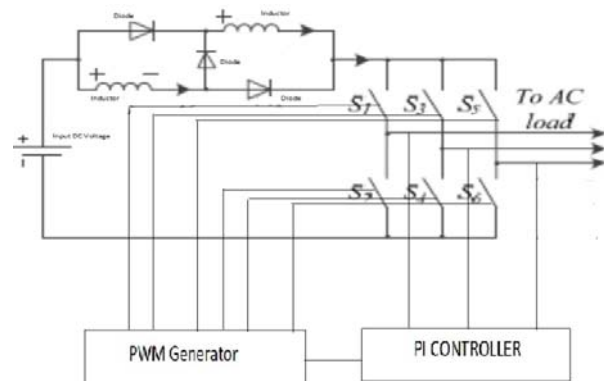 Diode
Inductor
+
Diode
+ −
Inductor
Diode
S1 S3 S5
To AC
load
+
Input DC Voltage
-
S2 S4 S6
PWM Generator
PI CONTROLLER